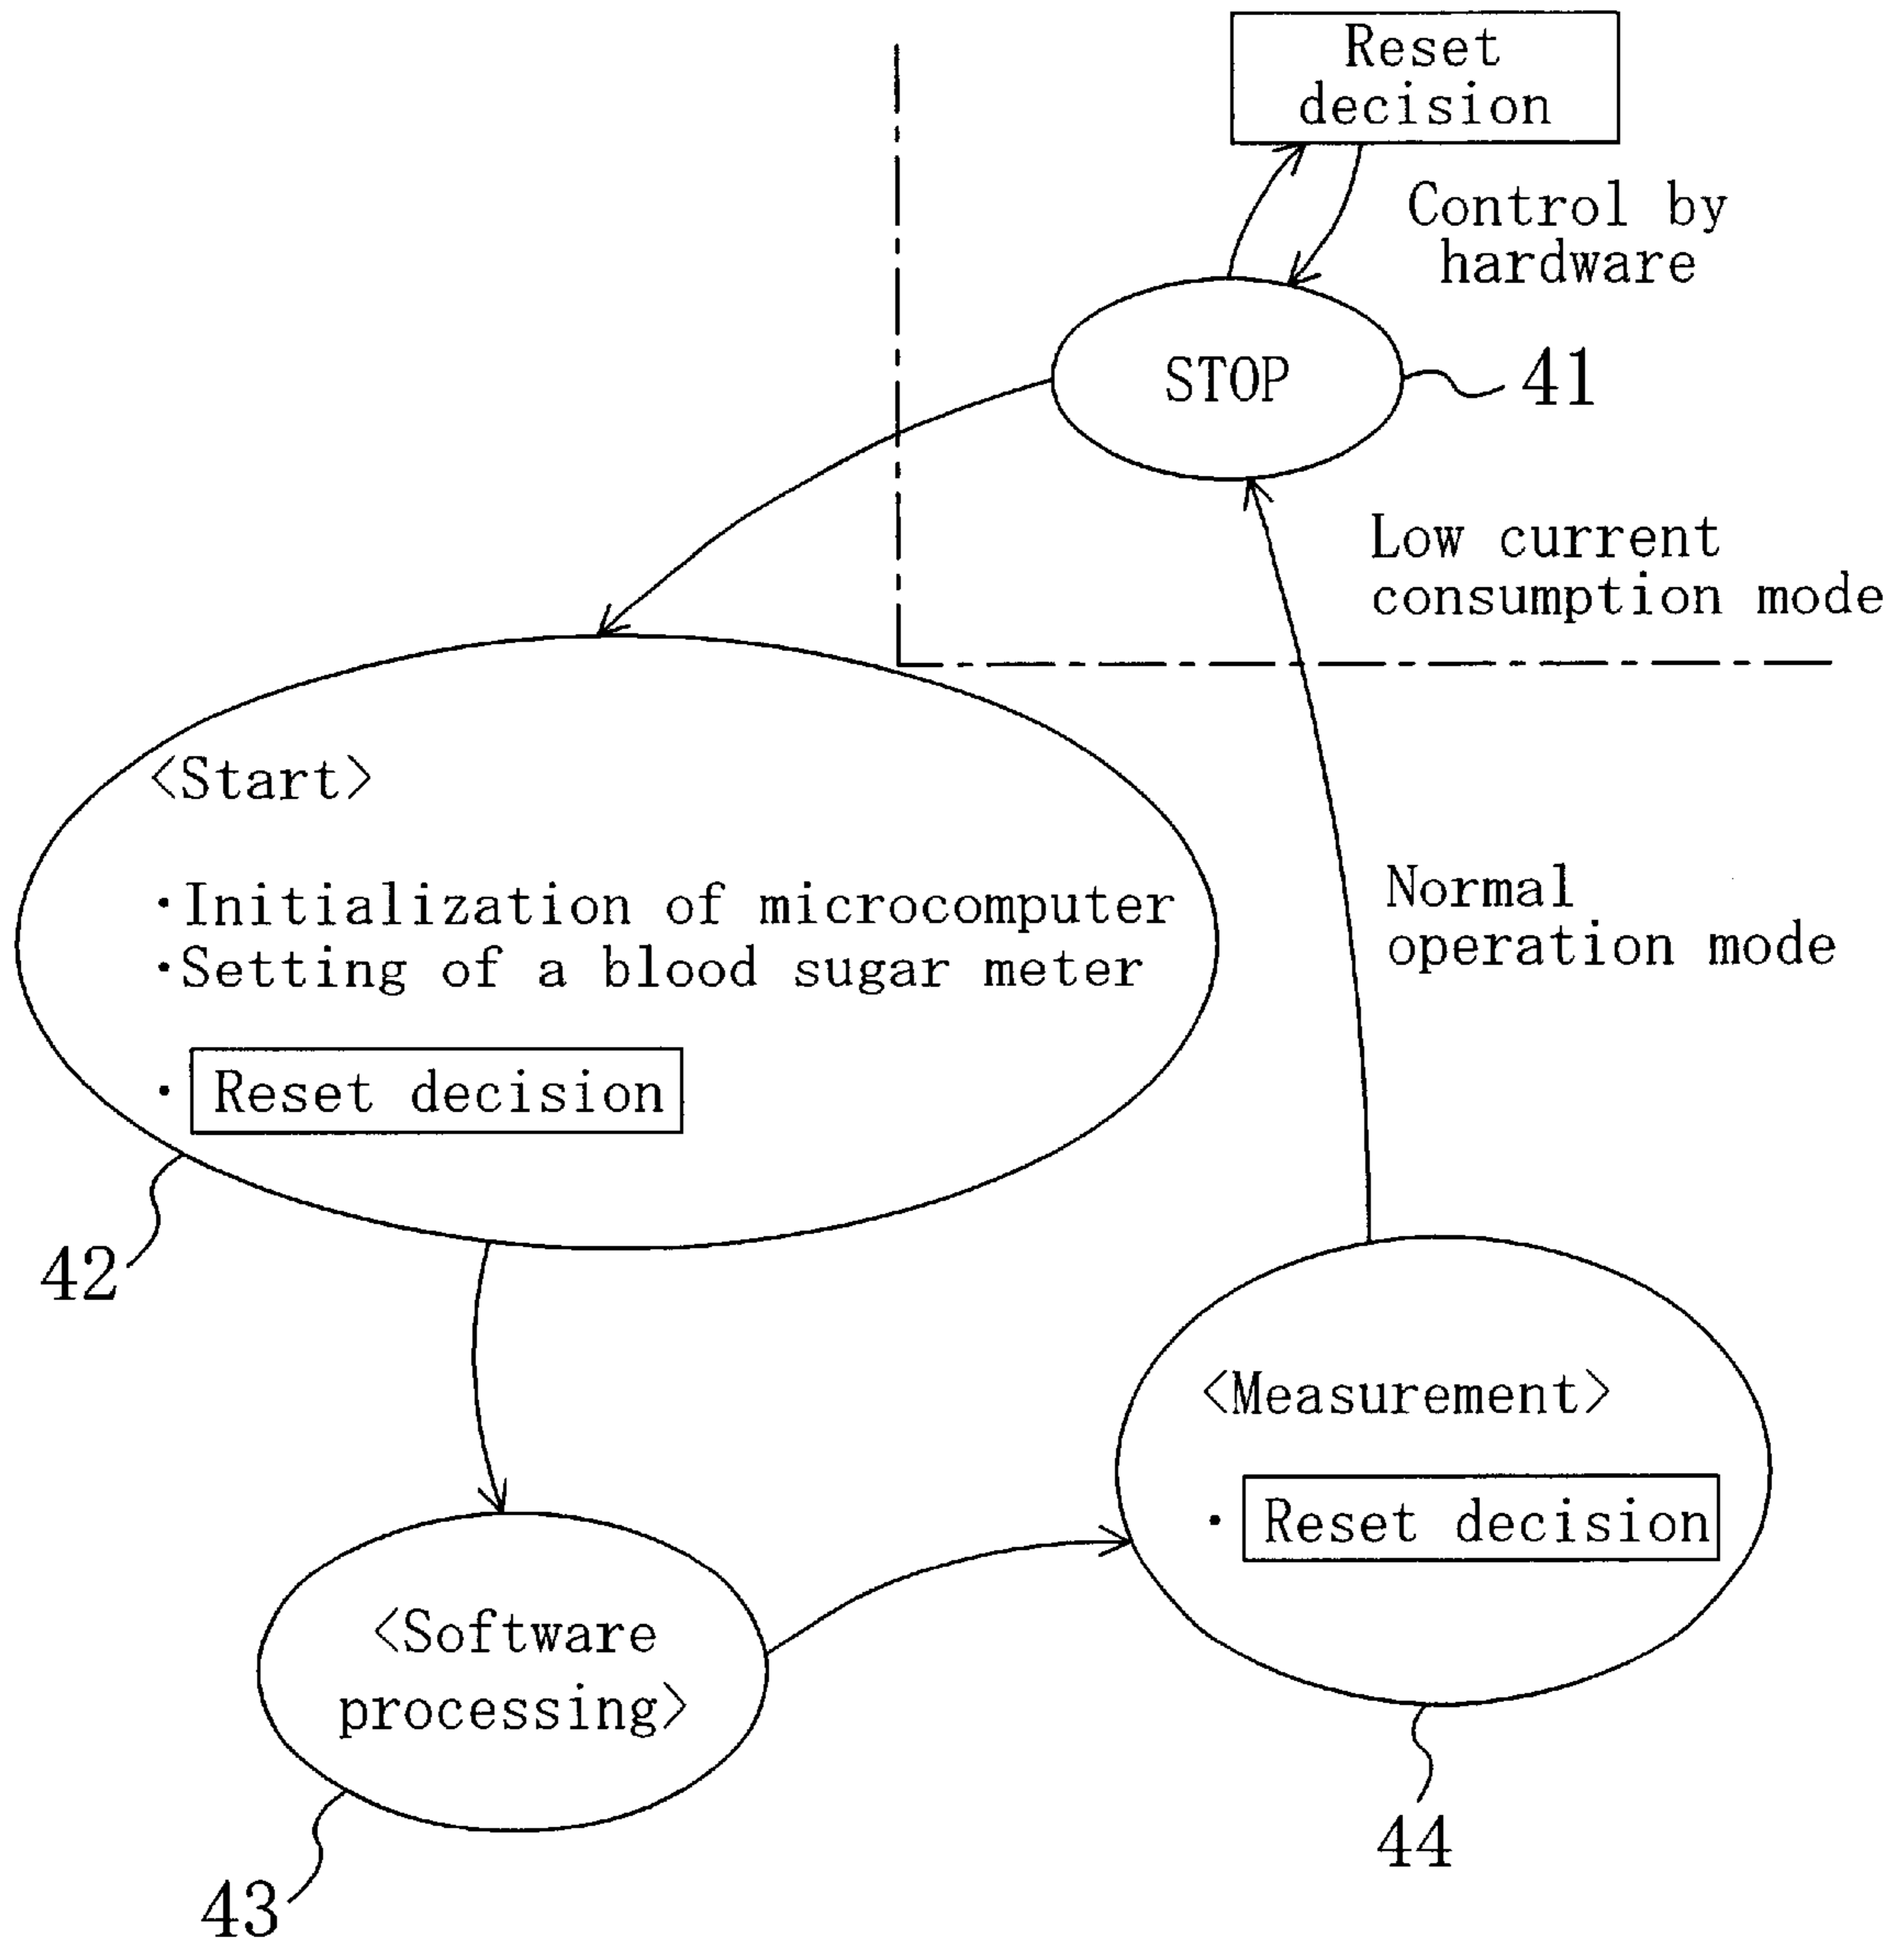 Reset
decision
Control by
hardware
STOP
41
Low current
consumption mode
<Start>
·Initialization of microcomputer
·Setting of a blood sugar meter
· Reset decision
Normal
operation mode
42
<Measurement>
· Reset decision
<Software
processing>
44
43